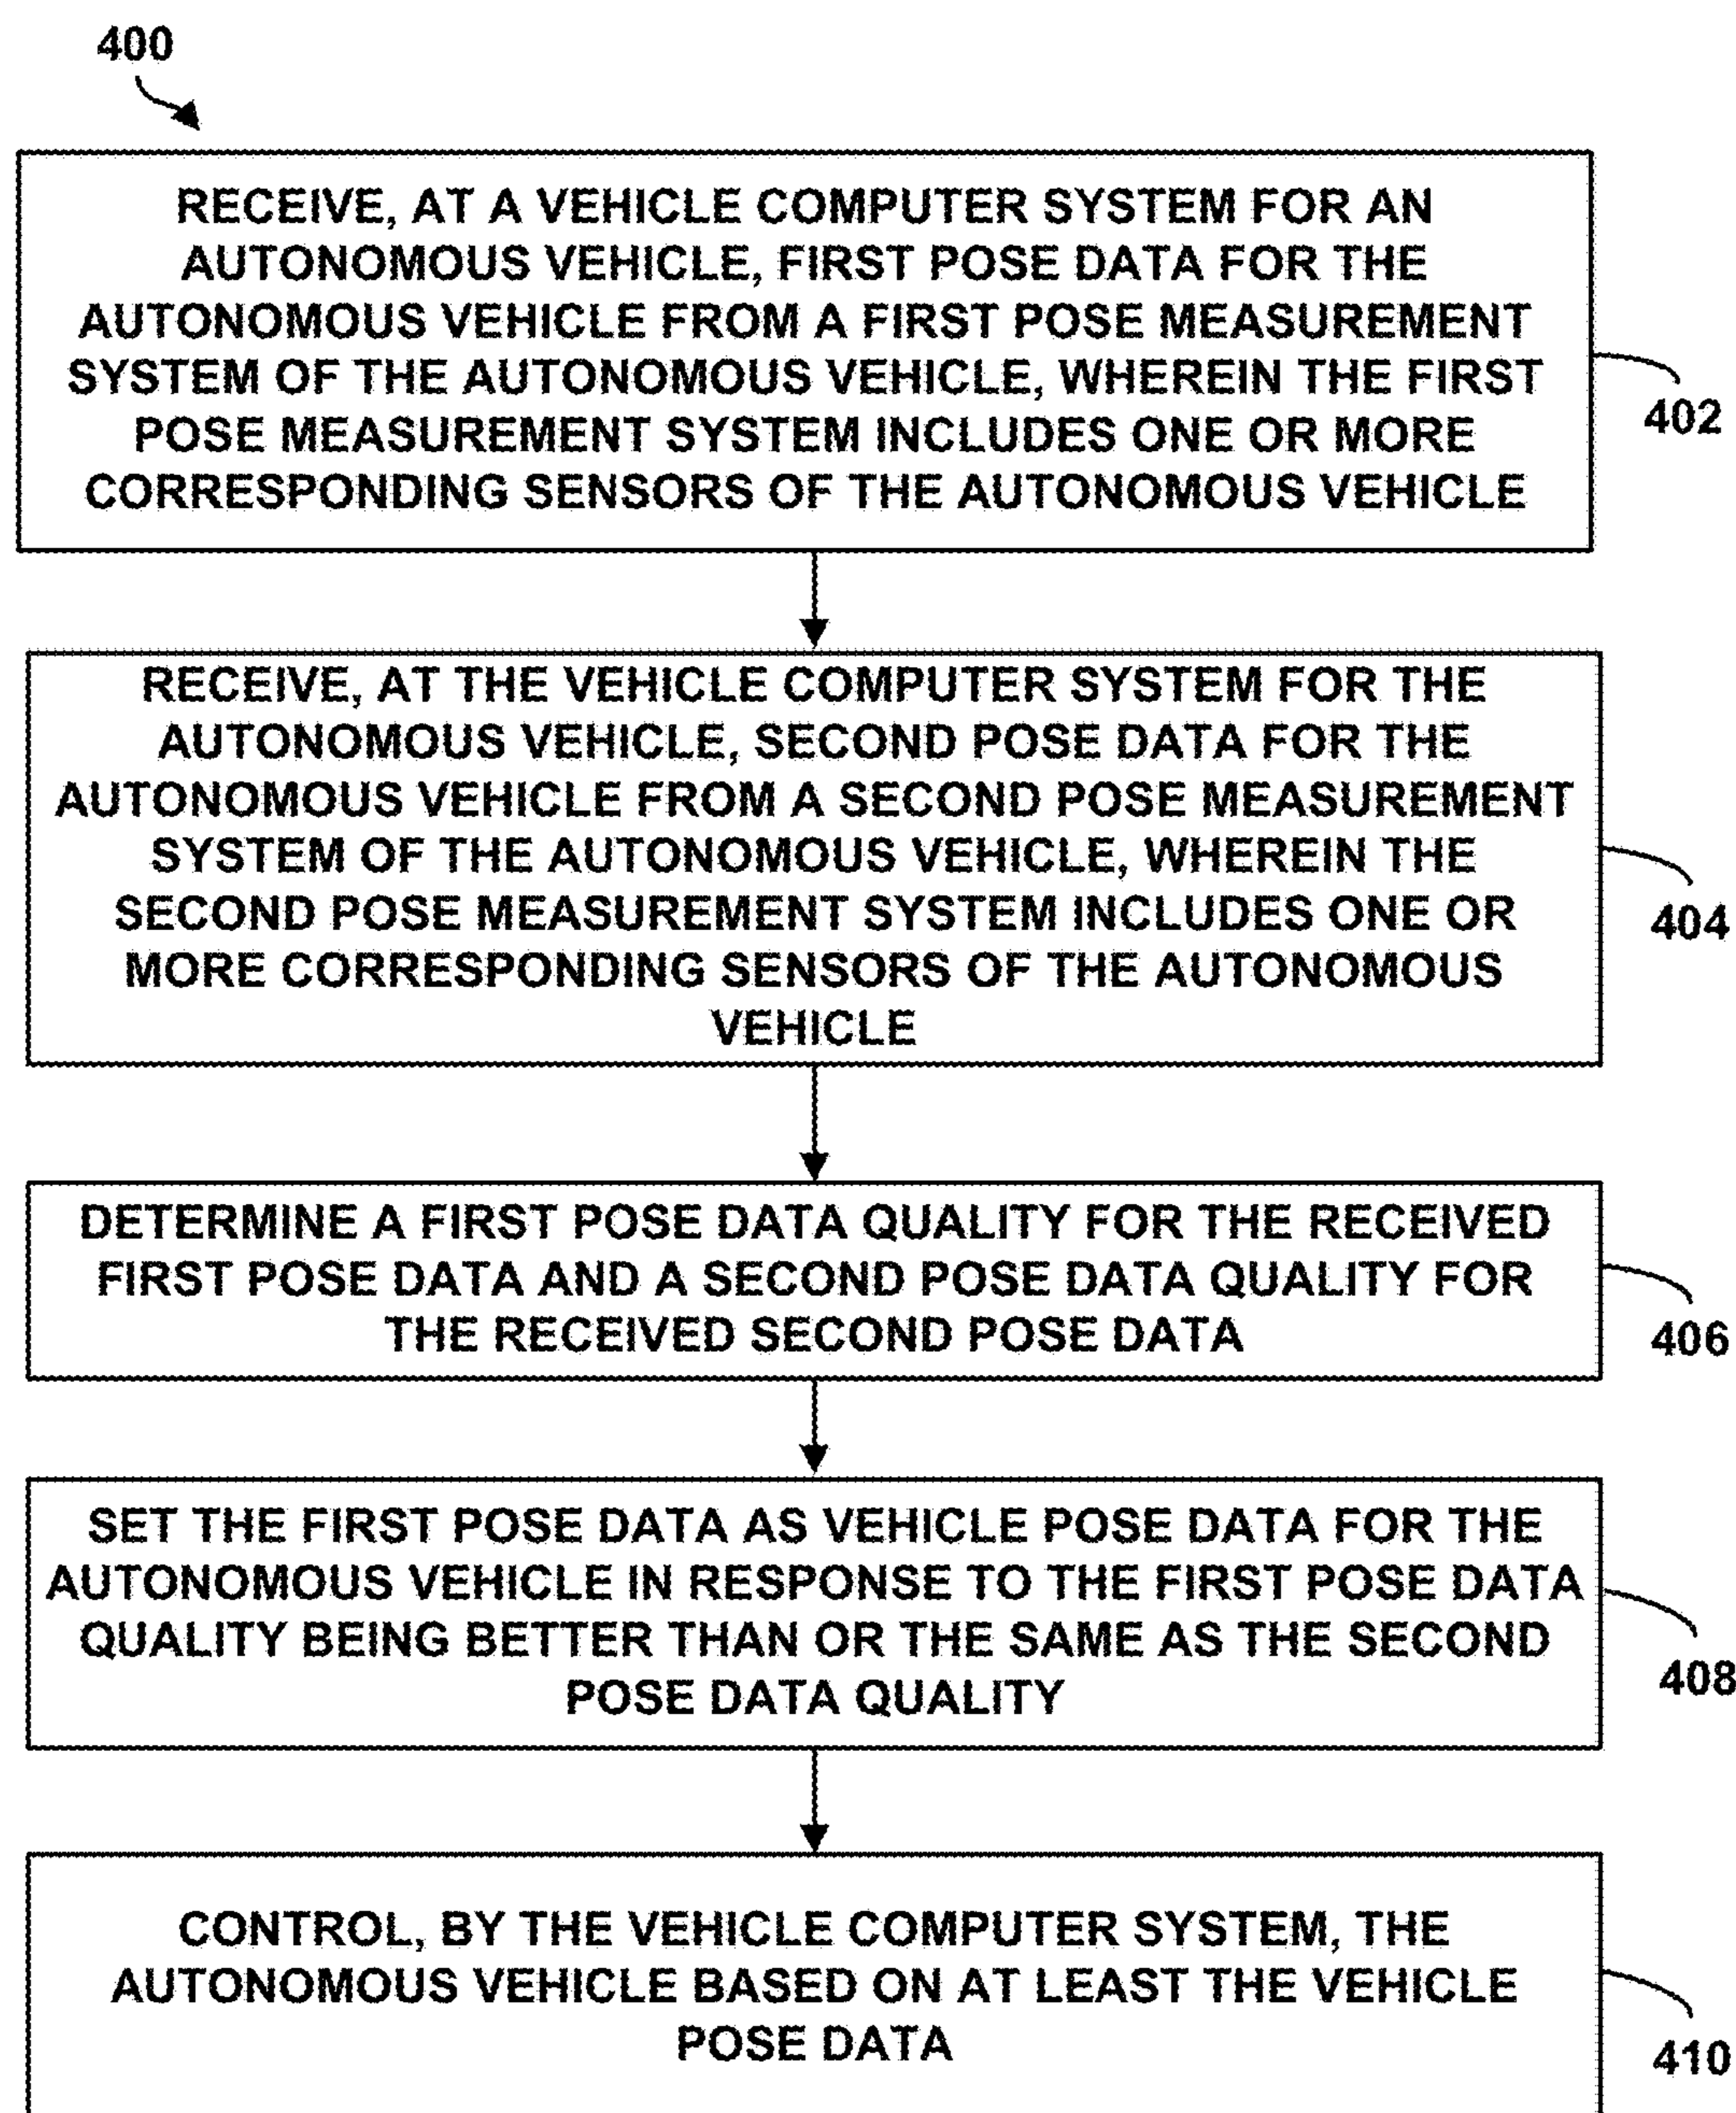 400
RECEIVE, AT A VEHICLE COMPUTER SYSTEM FOR AN
AUTONOMOUS VEHICLE, FIRST POSE DATA FOR THE
AUTONOMOUS VEHICLE FROM A FIRST POSE MEASUREMENT
SYSTEM OF THE AUTONOMOUS VEHICLE, WHEREIN THE FIRST
POSE MEASUREMENT SYSTEM INCLUDES ONE OR MORE
CORRESPONDING SENSORS OF THE AUTONOMOUS VEHICLE
402
RECEIVE, AT THE VEHICLE COMPUTER SYSTEM FOR THE
AUTONOMOUS VEHICLE, SECOND POSE DATA FOR THE
AUTONOMOUS VEHICLE FROM A SECOND POSE MEASUREMENT
SYSTEM OF THE AUTONOMOUS VEHICLE, WHEREIN THE
SECOND POSE MEASUREMENT SYSTEM INCLUDES ONE OR
MORE CORRESPONDING SENSORS OF THE AUTONOMOUS
VEHICLE
404
DETERMINE A FIRST POSE DATA QUALITY FOR THE RECEIVED
FIRST POSE DATA AND A SECOND POSE DATA QUALITY FOR
THE RECEIVED SECOND POSE DATA
406
SET THE FIRST POSE DATA AS VEHICLE POSE DATA FOR THE
AUTONOMOUS VEHICLE IN RESPONSE TO THE FIRST POSE DATA
QUALITY BEING BETTER THAN OR THE SAME AS THE SECOND
POSE DATA QUALITY
408
CONTROL, BY THE VEHICLE COMPUTER SYSTEM, THE
AUTONOMOUS VEHICLE BASED ON AT LEAST THE VEHICLE
POSE DATA
410